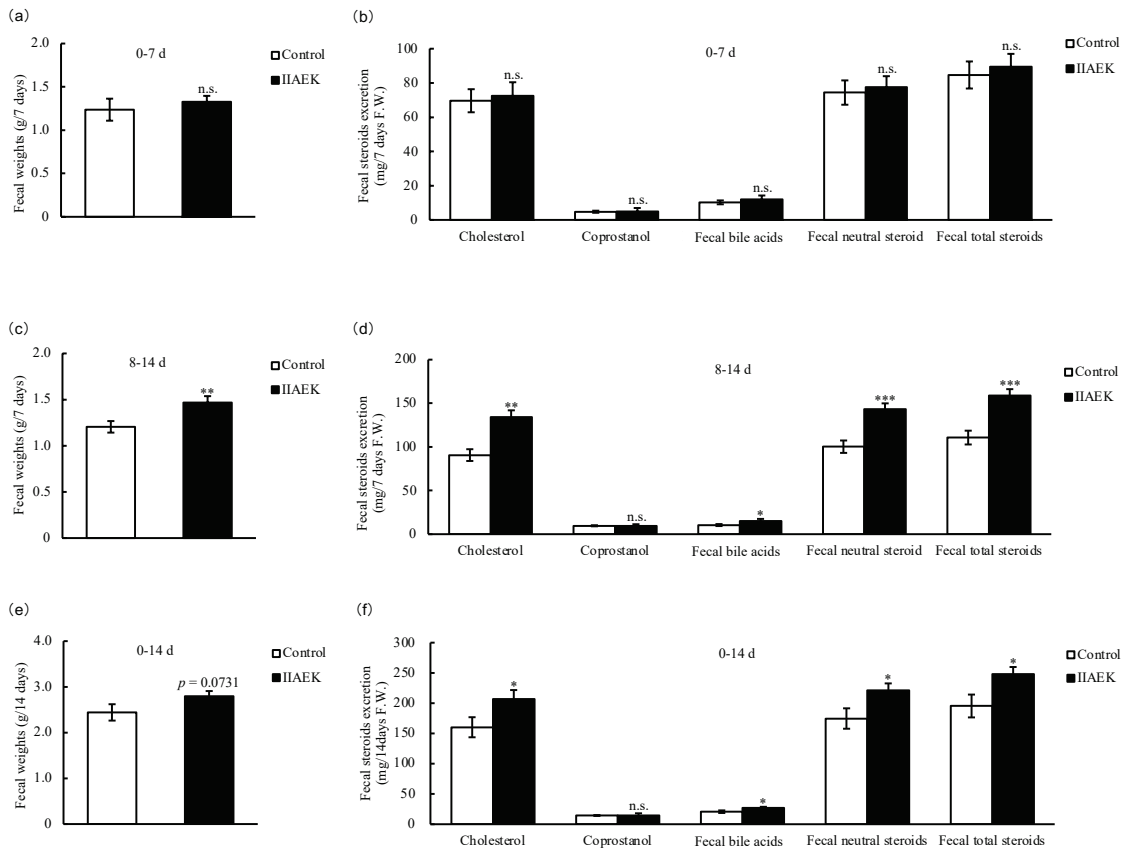 (a)
0-7 d
Control
IIAEK
Fecal weights (g/7 days)
2.0
1.5
1.0
0.5
0
n.s.
(b)
0-7 d
Control
IIAEK
Fecal steroids excretion
(mg/7 days F.W.)
100
80
60
40
20
0
n.s.
n.s.
n.s.
n.s.
n.s.
Cholesterol
Coprostanol
Fecal bile acids
Fecal neutral steroid
Fecal total steroids
(c)
8-14 d
Control
IIAEK
Fecal weights (g/7 days)
2.0
1.5
1.0
0.5
0
**
(d)
8-14 d
Control
IIAEK
Fecal steroids excretion
(mg/7 days F.W.)
200
150
100
50
0
**
n.s.
*
***
***
Cholesterol
Coprostanol
Fecal bile acids
Fecal neutral steroid
Fecal total steroids
(e)
0-14 d
Control
IIAEK
Fecal weights (g/14 days)
4.0
3.0
2.0
1.0
0
p = 0.0731
(f)
0-14 d
Control
IIAEK
Fecal steroids excretion
(mg/14days F.W.)
300
250
200
150
100
50
0
*
n.s.
*
*
*
Cholesterol
Coprostanol
Fecal bile acids
Fecal neutral steroid
Fecal total steroids